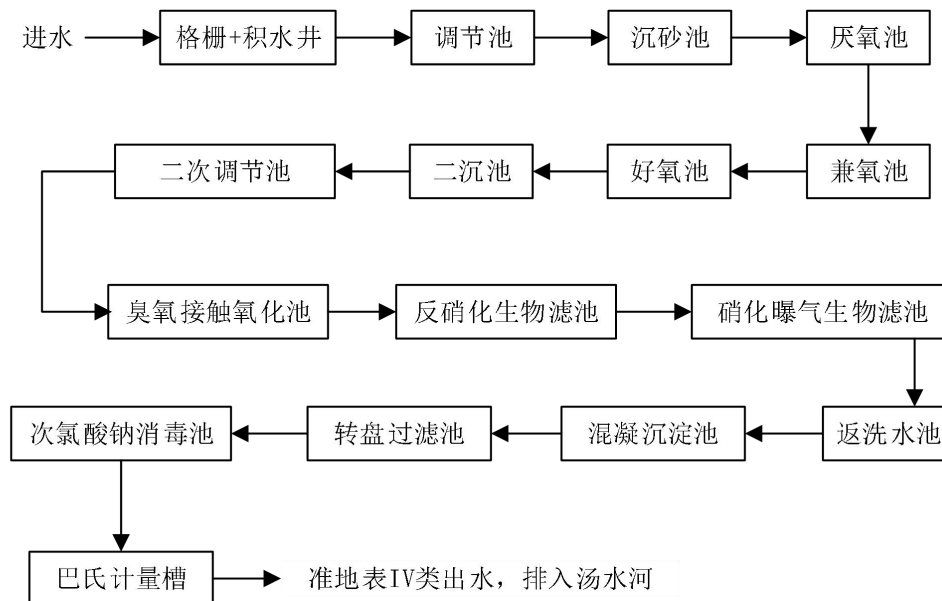 进水
格栅+积水井
调节池
沉砂池
厌氧池
兼氧池
好氧池
二沉池
二次调节池
臭氧接触氧化池
反硝化生物滤池
硝化曝气生物滤池
返洗水池
混凝沉淀池
转盘过滤池
次氯酸钠消毒池
巴氏计量槽
准地表IV类出水，排入汤水河